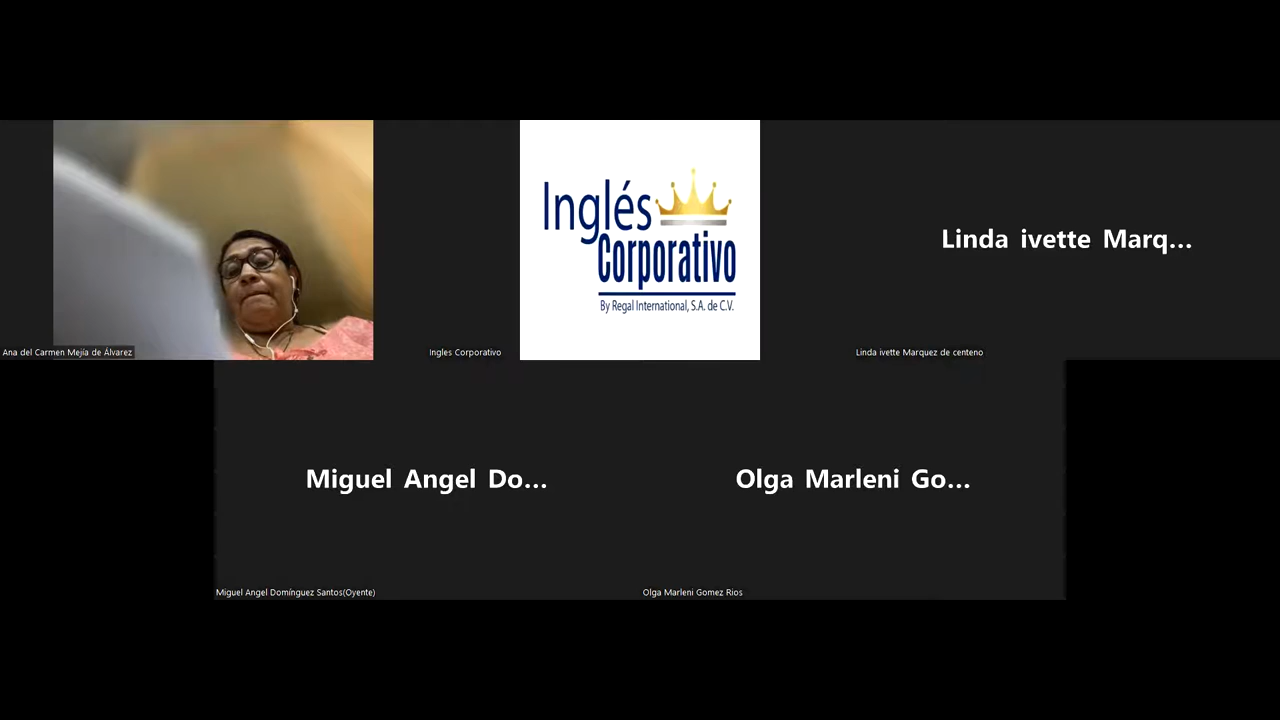 Inglés
Corporativo
By Regal International, S.A. de C.V.
Linda ivette Marq...
Ana del Carmen Mejía de Álvarez
Ingles Corporativo
Linda ivette Marquez de centeno
Miguel Angel Do...
Olga Marleni Go...
Miguel Angel Domínguez Santos(Oyente)
Olga Marleni Gomez Rios